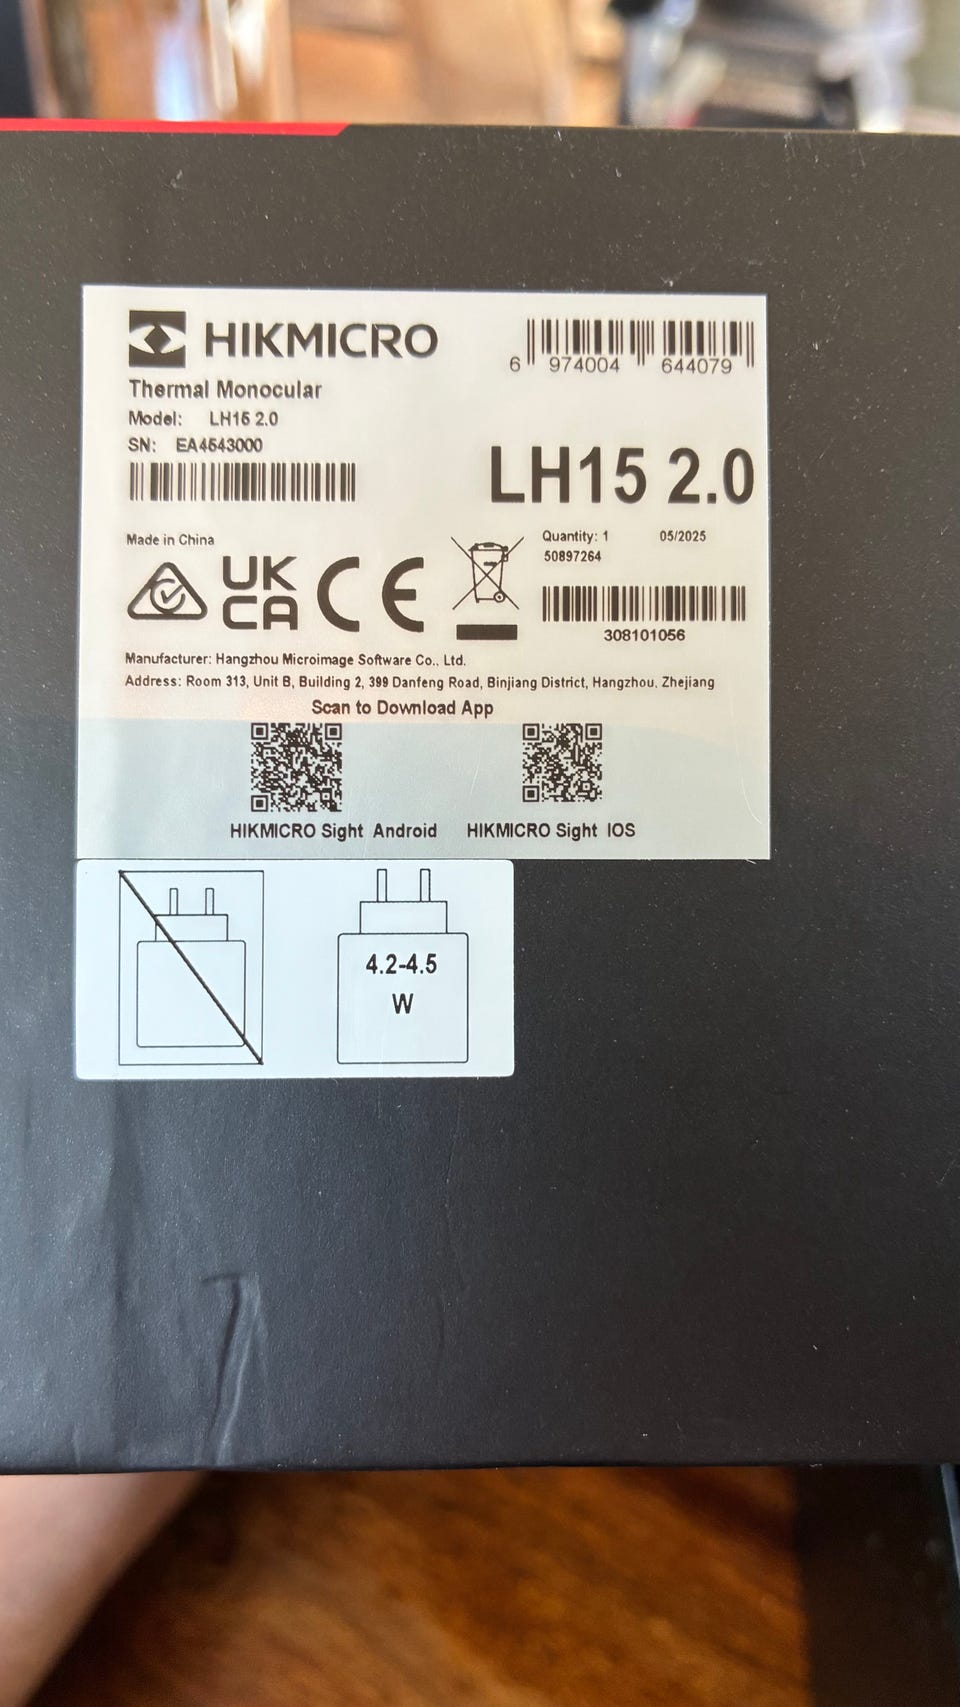 HIKMICRO
6 974004 644079
Thermal Monocular
Model: LH15 2.0
SN: EA4543000
LH15 2.0
Made in China
Quantity: 1 05/2025
50897264
UK
CA
CE
308101056
Manufacturer: Hangzhou Microimage Software Co., Ltd.
Address: Room 313, Unit B, Building 2, 399 Danfeng Road, Binjiang District, Hangzhou, Zhejiang
Scan to Download App
HIKMICRO Sight Android HIKMICRO Sight IOS
4.2-4.5
W